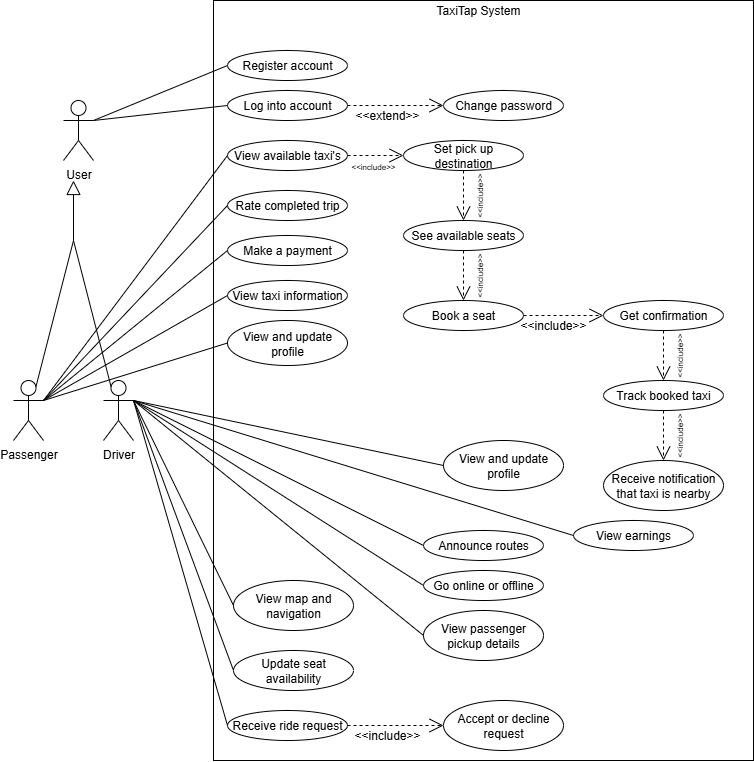 TaxiTap System
Register account
Log into account
<<extend>>
Change password
User
View available taxi's
<<include>>
Set pick up
destination
<<include>>
Rate completed trip
See available seats
Make a payment
<<include>>
View taxi information
Book a seat
<<include>>
Get confirmation
View and update
profile
<<include>>
Track booked taxi
<<include>>
Passenger
Driver
View and update
profile
Receive notification
that taxi is nearby
View earnings
Announce routes
Go online or offline
View map and
navigation
View passenger
pickup details
Update seat
availability
Receive ride request
<<include>>
Accept or decline
request